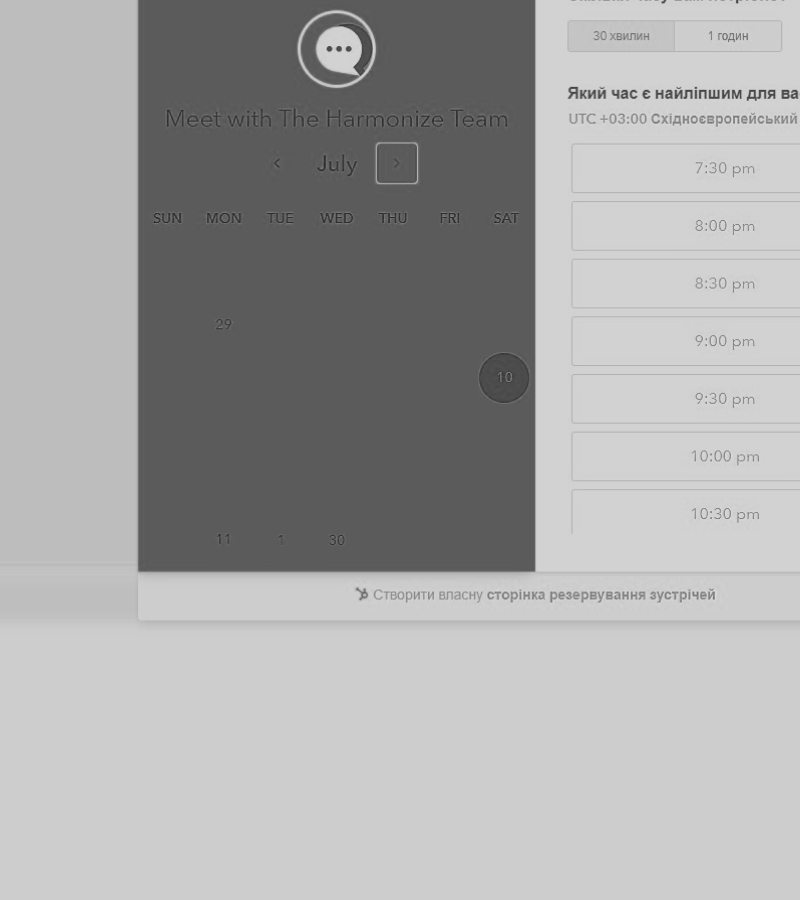 Meet with The Harmonize Team
July
SUN MON TUE WED THU FRI SAT
29
10
11 1 30
30 хвилин 1 годин
Який час є найліпшим для ва
UTC +03:00 Східноєвропейський
7:30 pm
8:00 pm
8:30 pm
9:00 pm
9:30 pm
10:00 pm
10:30 pm
Створити власну сторінка резервування зустрічей